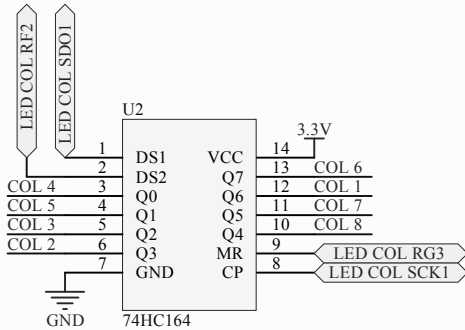 LED COL RF2
LED COL SDO1
U2
3.3V
1 DS1 VCC 14
2 DS2 Q7 13 COL 6
COL 4 3 Q0 Q6 12 COL 1
COL 5 4 Q1 Q5 11 COL 7
COL 3 5 Q2 Q4 10 COL 8
COL 2 6 Q3 MR 9 LED COL RG3
7 GND CP 8 LED COL SCK1
GND
74HC164